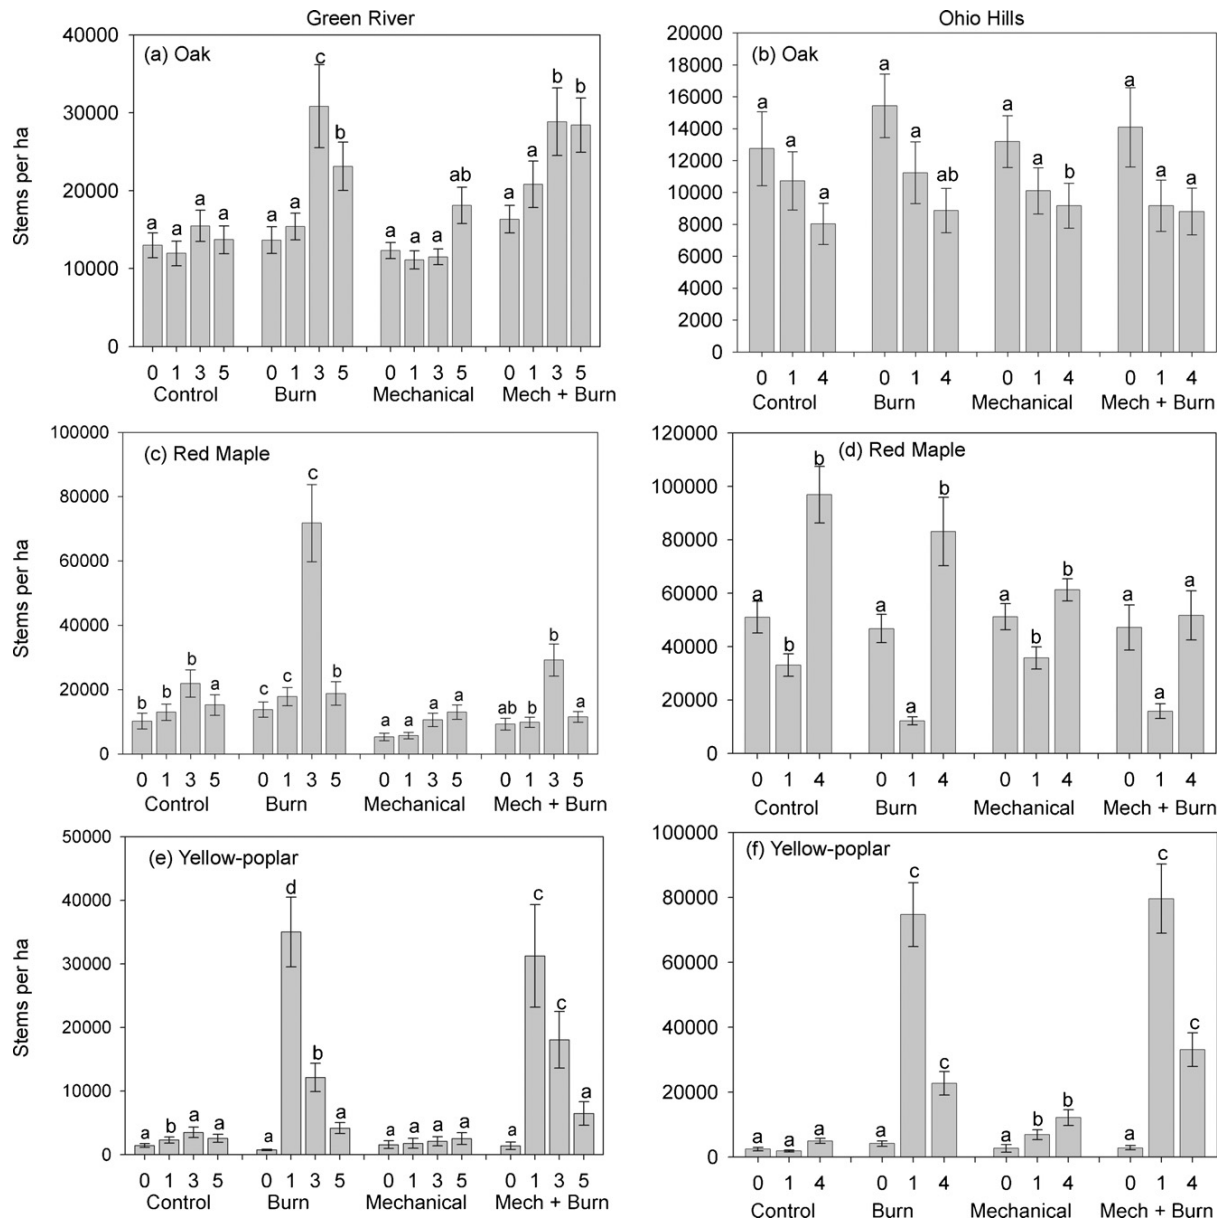 Green River
Ohio Hills
(a) Oak
Stems per ha
40000
30000
20000
10000
0
a a a a
a a c b
a a a ab
a a b b
0 1 3 5 0 1 3 5 0 1 3 5 0 1 3 5
Control Burn Mechanical Mech + Burn
(b) Oak
20000
18000
16000
14000
12000
10000
8000
6000
4000
2000
0
a a a
a a ab
a a b
a a a
0 1 4 0 1 4 0 1 4 0 1 4
Control Burn Mechanical Mech + Burn
(c) Red Maple
Stems per ha
100000
80000
60000
40000
20000
0
b b b a
c c c b
a a a a
ab b b a
0 1 3 5 0 1 3 5 0 1 3 5 0 1 3 5
Control Burn Mechanical Mech + Burn
(d) Red Maple
120000
100000
80000
60000
40000
20000
0
a b b
a a b
a b b
a a a
0 1 4 0 1 4 0 1 4 0 1 4
Control Burn Mechanical Mech + Burn
(e) Yellow-poplar
Stems per ha
50000
40000
30000
20000
10000
0
a b a a
a d b a
a a a a
a c c a
0 1 3 5 0 1 3 5 0 1 3 5 0 1 3 5
Control Burn Mechanical Mech + Burn
(f) Yellow-poplar
100000
80000
60000
40000
20000
0
a a a
a c c
a b b
a c c
0 1 4 0 1 4 0 1 4 0 1 4
Control Burn Mechanical Mech + Burn